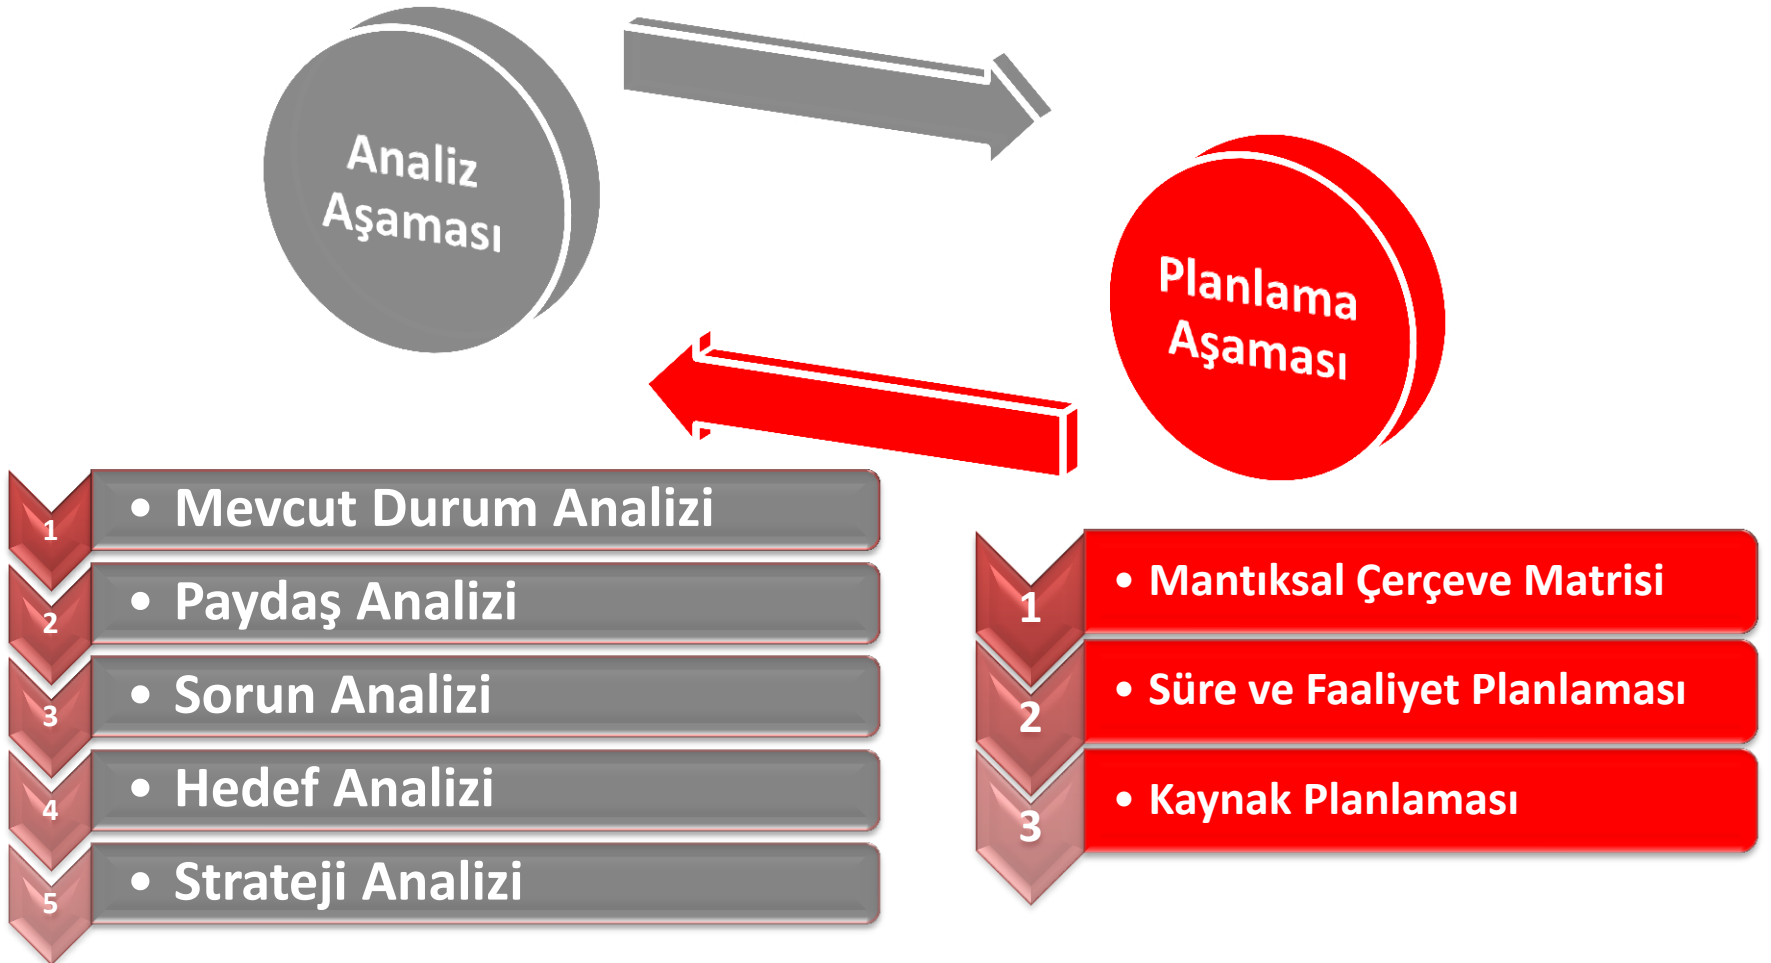 Analiz
Aşaması
Planlama
Aşaması
1
• Mevcut Durum Analizi
2
• Paydaş Analizi
3
• Sorun Analizi
4
• Hedef Analizi
5
• Strateji Analizi
1
• Mantıksal Çerçeve Matrisi
2
• Süre ve Faaliyet Planlaması
3
• Kaynak Planlaması